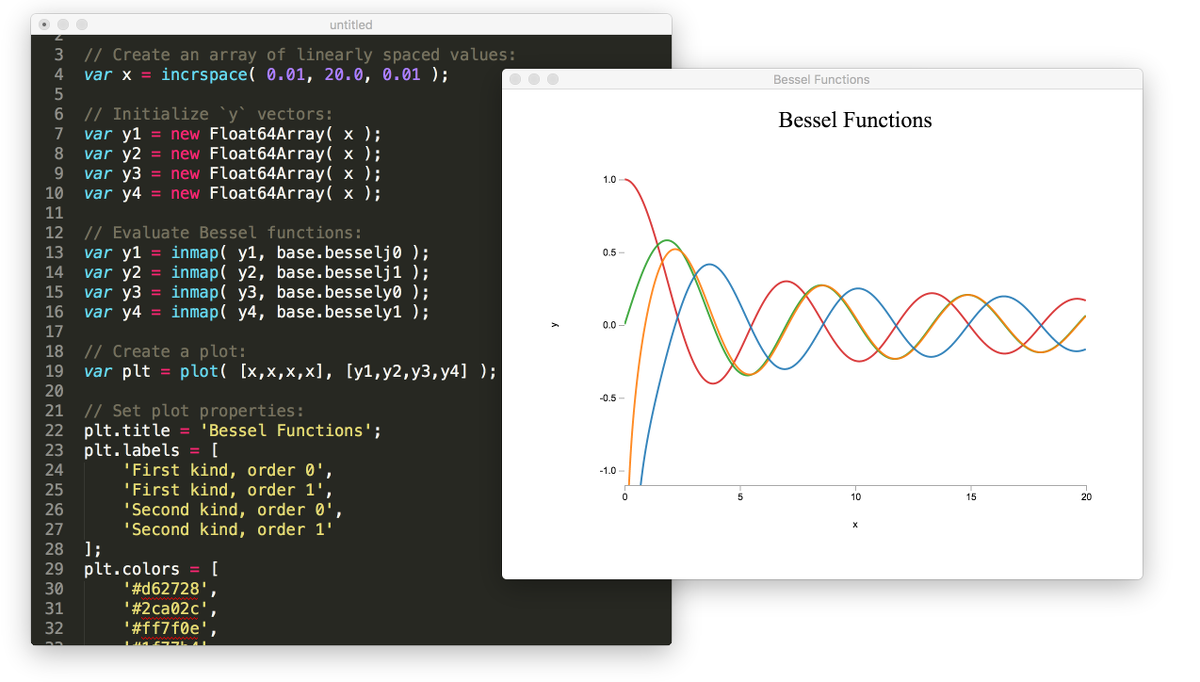 untitled
2
3 // Create an array of linearly spaced values:
4 var x = incrspace( 0.01, 20.0, 0.01 );
5
6 // Initialize `y` vectors:
7 var y1 = new Float64Array( x );
8 var y2 = new Float64Array( x );
9 var y3 = new Float64Array( x );
10 var y4 = new Float64Array( x );
11
12 // Evaluate Bessel functions:
13 var y1 = inmap( y1, base.besselj0 );
14 var y2 = inmap( y2, base.besselj1 );
15 var y3 = inmap( y3, base.bessely0 );
16 var y4 = inmap( y4, base.bessely1 );
17
18 // Create a plot:
19 var plt = plot( [x,x,x,x], [y1,y2,y3,y4] );
20
21 // Set plot properties:
22 plt.title = 'Bessel Functions';
23 plt.labels = [
24 'First kind, order 0',
25 'First kind, order 1',
26 'Second kind, order 0',
27 'Second kind, order 1'
28 ];
29 plt.colors = [
30 '#d62728',
31 '#2ca02c',
32 '#ff7f0e',
33 '#1f77b4'
Bessel Functions
Bessel Functions
1.0
0.5
0.0
-0.5
-1.0
y
0 5 10 15 20
x